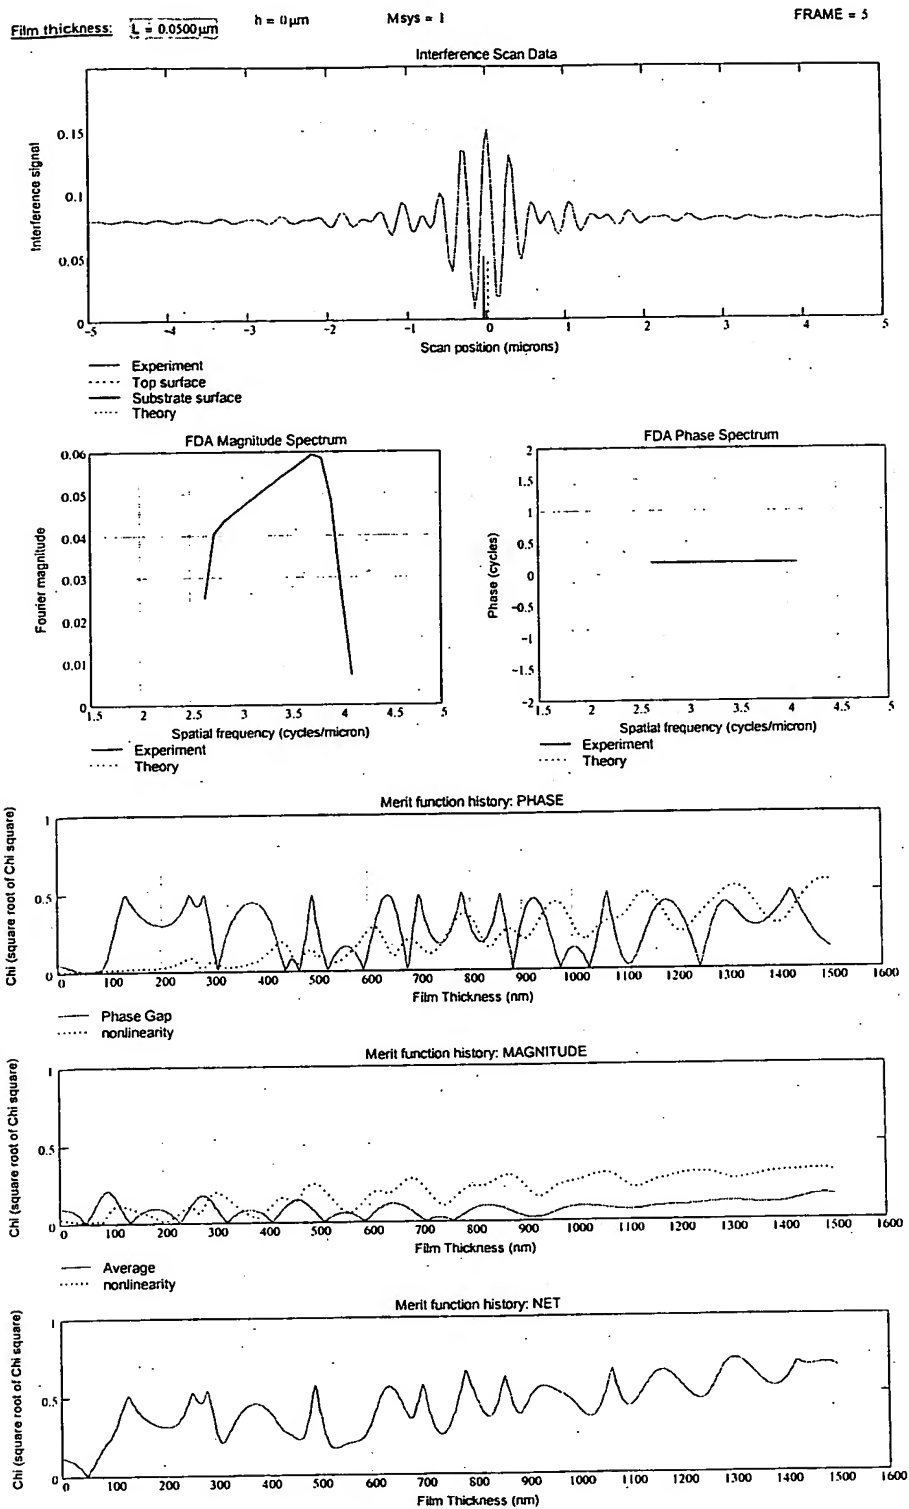 Film thickness: L = 0.0500μm h = 0μm Msys = 1 FRAME = 5
Interference Scan Data
Interference signal
0.15
0.1
0.05
0
-5 -4 -3 -2 -1 0 1 2 3 4 5
Scan position (microns)
Experiment
Top surface
Substrate surface
Theory
FDA Magnitude Spectrum
Fourier magnitude
0.06
0.05
0.04
0.03
0.02
0.01
0
1.5 2 2.5 3 3.5 4 4.5 5
Spatial frequency (cycles/micron)
Experiment
Theory
FDA Phase Spectrum
Phase (cycles)
2
1.5
1
0.5
0
-0.5
-1
-1.5
-2
1.5 2 2.5 3 3.5 4 4.5 5
Spatial frequency (cycles/micron)
Experiment
Theory
Merit function history: PHASE
Chi (square root of Chi square)
1
0.5
0
0 100 200 300 400 500 600 700 800 900 1000 1100 1200 1300 1400 1500 1600
Film Thickness (nm)
Phase Gap
nonlinearity
Merit function history: MAGNITUDE
Chi (square root of Chi square)
1
0.5
0
0 100 200 300 400 500 600 700 800 900 1000 1100 1200 1300 1400 1500 1600
Film Thickness (nm)
Average
nonlinearity
Merit function history: NET
Chi (square root of Chi square)
1
0.5
0
0 100 200 300 400 500 600 700 800 900 1000 1100 1200 1300 1400 1500 1600
Film Thickness (nm)